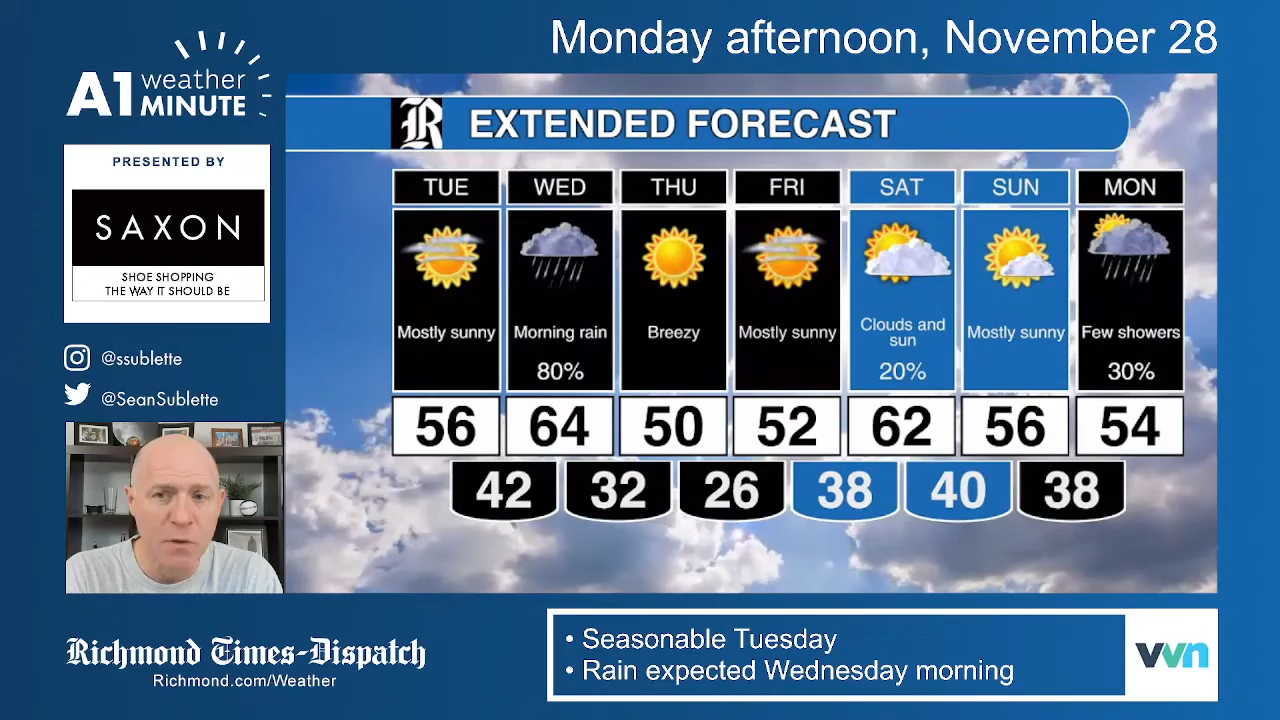 Monday afternoon, November 28
A1 weather
MINUTE
PRESENTED BY
SAXON
SHOE SHOPPING
THE WAY IT SHOULD BE
@ssublette
@SeanSublette
R EXTENDED FORECAST
TUE WED THU FRI SAT SUN MON
Mostly sunny Morning rain Breezy Mostly sunny Clouds and sun Mostly sunny Few showers
80% 20% 30%
56 64 50 52 62 56 54
42 32 26 38 40 38
Richmond Times-Dispatch
Richmond.com/Weather
• Seasonable Tuesday
• Rain expected Wednesday morning
vvn